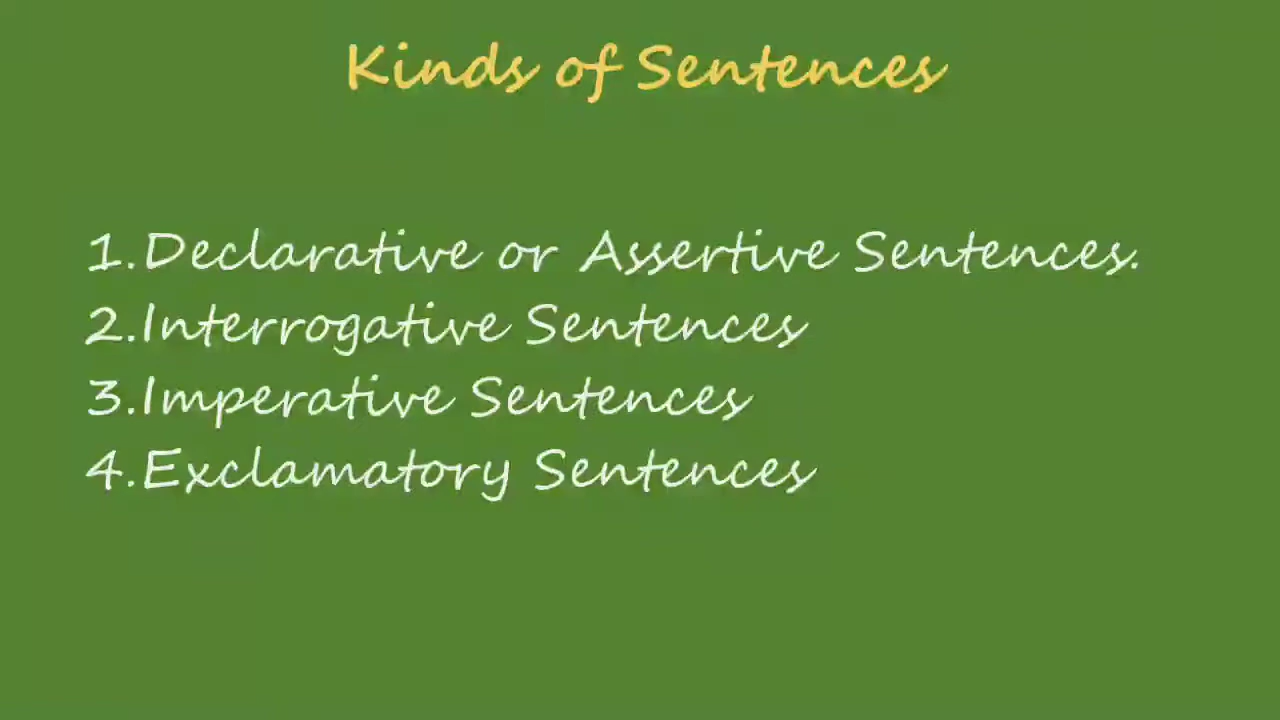 Kinds of Sentences
1.Declarative or Assertive Sentences.
2.Interrogative Sentences
3.Imperative Sentences
4.Exclamatory Sentences